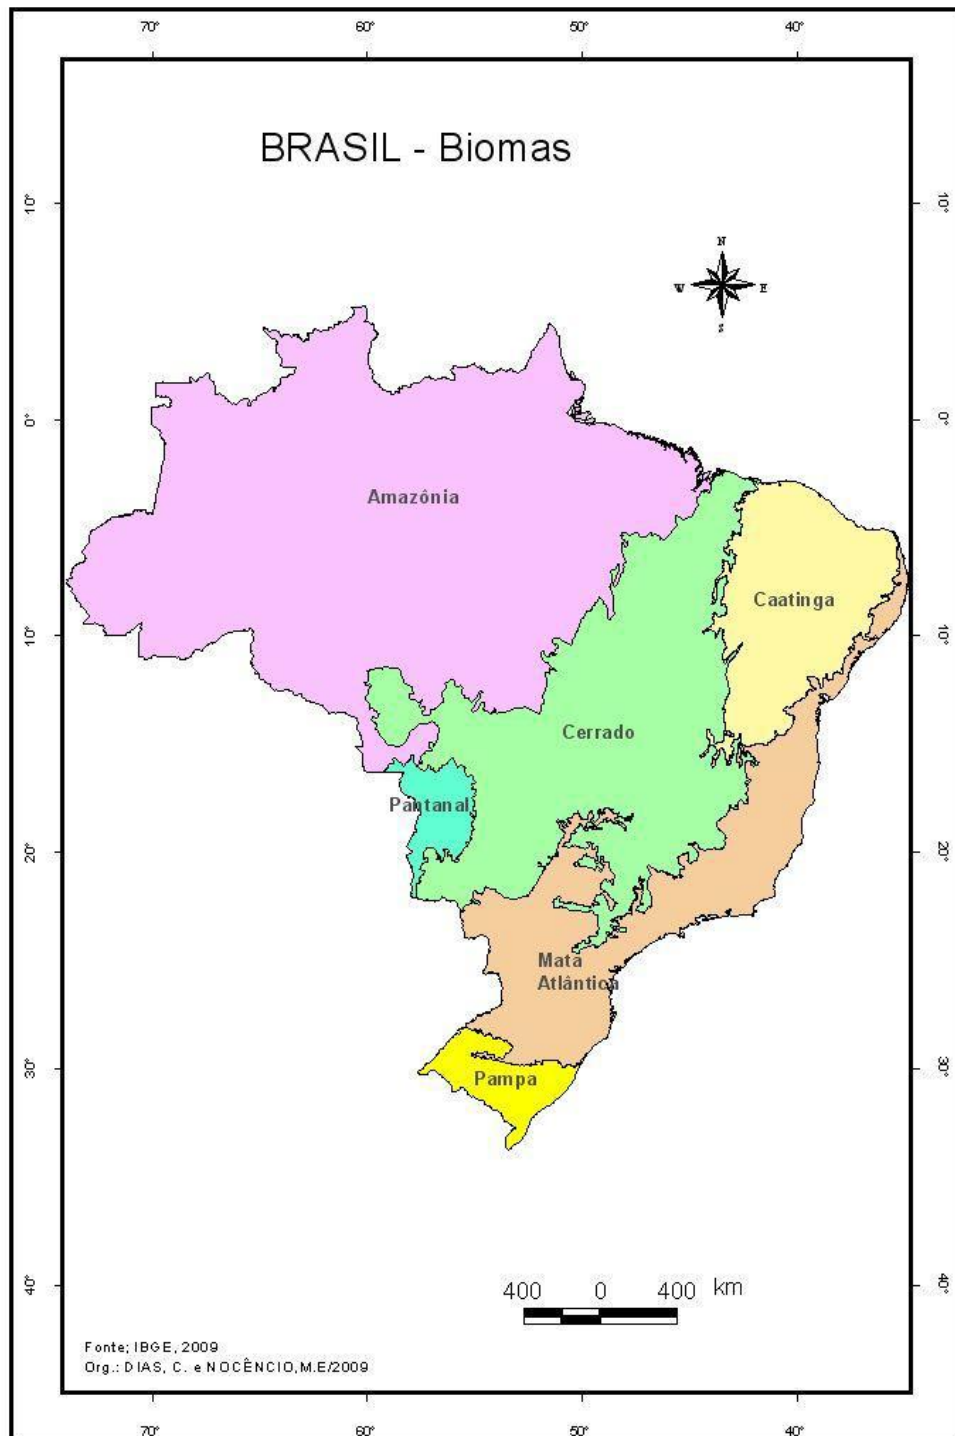 70°
60°
50°
40°
BRASIL - Biomas
10°
10°
N
W
E
S
0°
0°
Amazônia
Caatinga
10°
10°
Cerrado
Pantanal
20°
20°
Mata
Atlântica
30°
30°
Pampa
40°
40°
400 0 400 km
Fonte; IBGE, 2009
Org.: DIAS, C. e NOCÊNCIO,M.E/2009
70°
60°
50°
40°